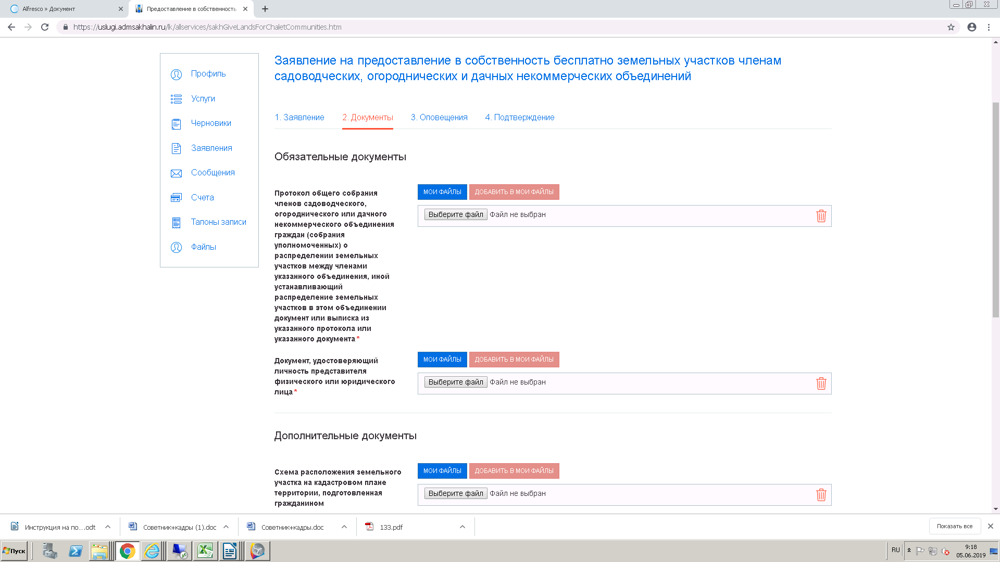 Alfresco » Документ
Предоставление в собственность
https://uslugi.admsakhalin.ru/lk/allservices/sakhGiveLandsForChaletCommunities.htm
Профиль
Услуги
Черновики
Заявления
Сообщения
Счета
Талоны записи
Файлы
Заявление на предоставление в собственность бесплатно земельных участков членам
садоводческих, огороднических и дачных некоммерческих объединений
1. Заявление 2. Документы 3. Оповещения 4. Подтверждение
Обязательные документы
Протокол общего собрания
членов садоводческого,
огороднического или дачного
некоммерческого объединения
граждан (собрания
уполномоченных) о
распределении земельных
участков между членами
указанного объединения, иной
устанавливающий
распределение земельных
участков в этом объединении
документ или выписка из
указанного протокола или
указанного документа*
МОИ ФАЙЛЫ ДОБАВИТЬ В МОИ ФАЙЛЫ
Выберите файл Файл не выбран
Документ, удостоверяющий
личность представителя
физического или юридического
лица*
МОИ ФАЙЛЫ ДОБАВИТЬ В МОИ ФАЙЛЫ
Выберите файл Файл не выбран
Дополнительные документы
Схема расположения земельного
участка на кадастровом плане
территории, подготовленная
гражданином
МОИ ФАЙЛЫ ДОБАВИТЬ В МОИ ФАЙЛЫ
Выберите файл Файл не выбран
Инструкция на по....odt
Советник+кадры (1).doc
Советник+кадры.doc
133.pdf
Показать все
Пуск
RU
9:18
05.06.2019